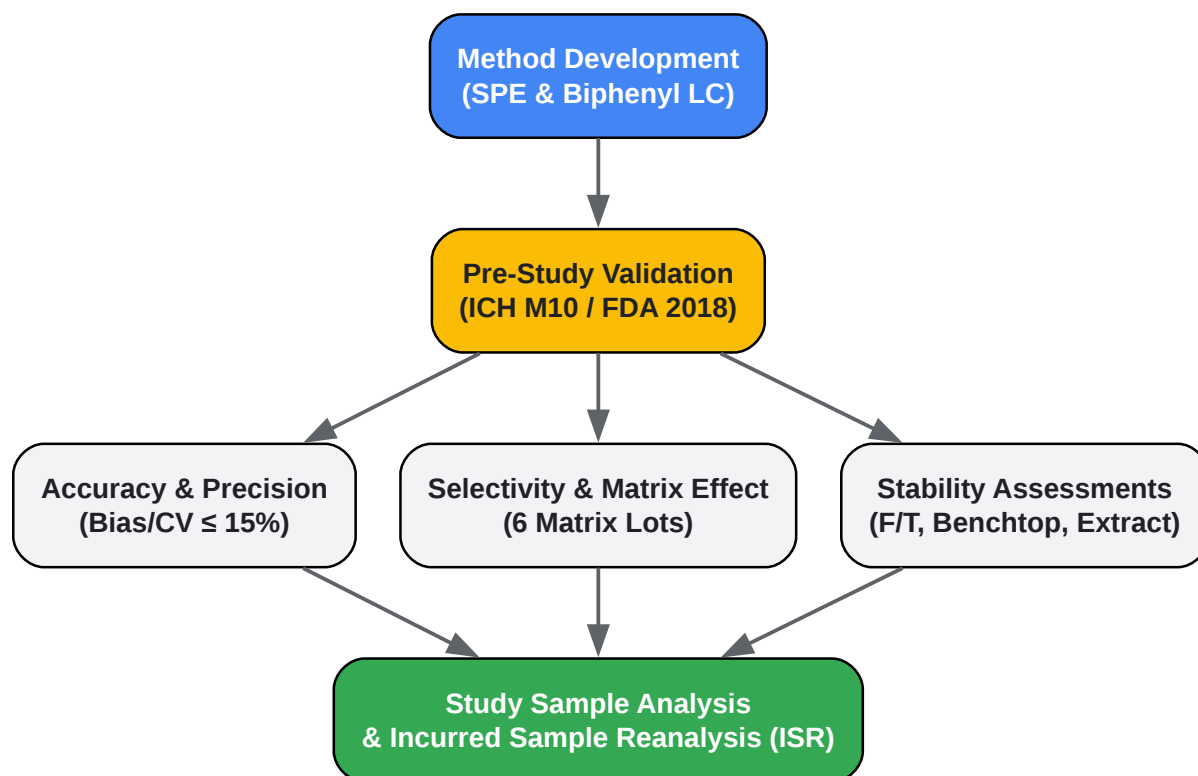 Method Development
(SPE & Biphenyl LC)
Pre-Study Validation
(ICH M10 / FDA 2018)
Accuracy & Precision
(Bias/CV ≤ 15%)
Selectivity & Matrix Effect
(6 Matrix Lots)
Stability Assessments
(F/T, Benchtop, Extract)
Study Sample Analysis
& Incurred Sample Reanalysis (ISR)